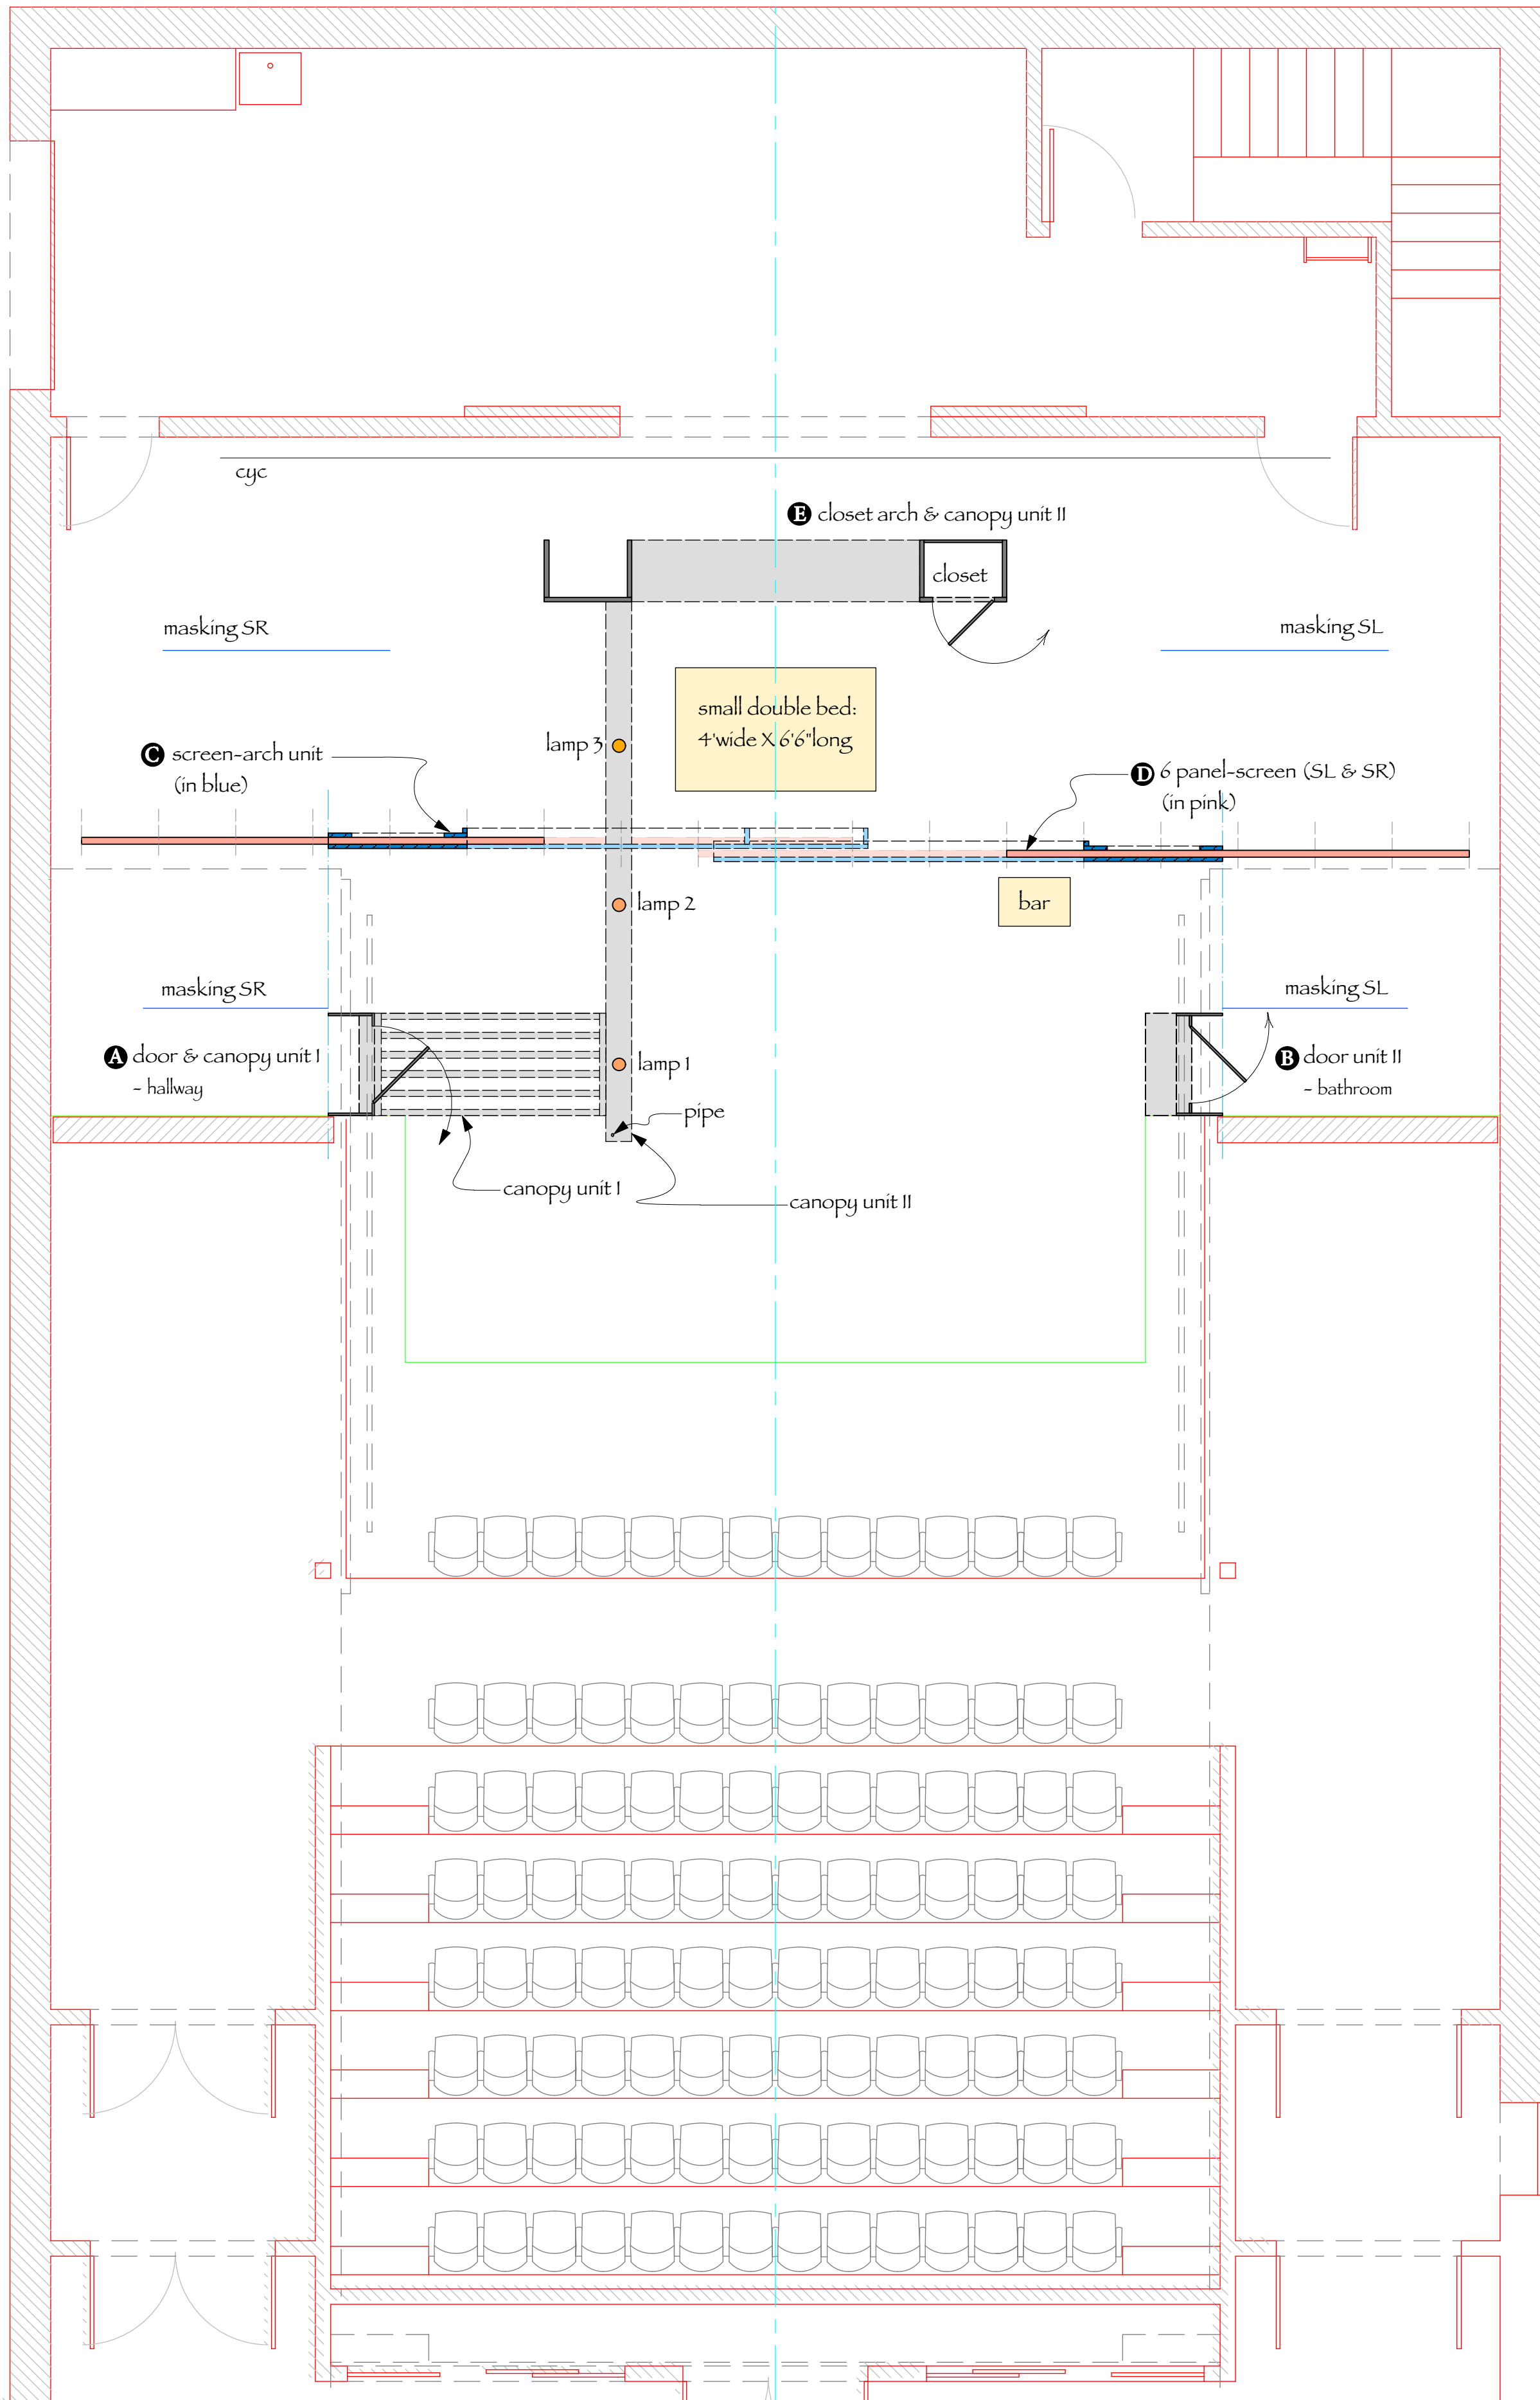 cyc
E closet arch & canopy unit II
closet
masking SR
masking SL
small double bed:
4'wide X 6'6"long
lamp 3
C screen-arch unit
(in blue)
D 6 panel-screen (SL & SR)
(in pink)
lamp 2
bar
masking SR
masking SL
A door & canopy unit I
- hallway
lamp 1
B door unit II
- bathroom
pipe
canopy unit I
canopy unit II